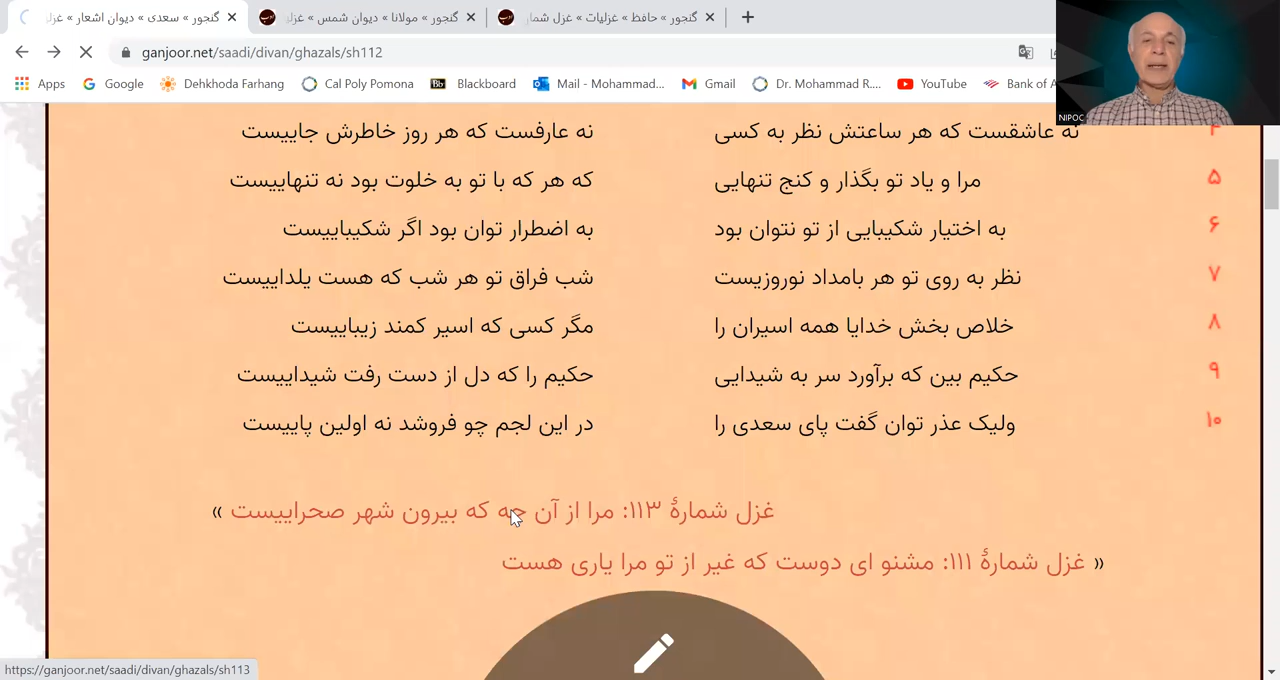 گنجور » سعدی » دیوان اشعار » غزل
گنجور » مولانا » دیوان شمس » غزل
گنجور » حافظ » غزلیات » غزل شمار
ganjoor.net/saadi/divan/ghazals/sh112
Apps Google Dehkhoda Farhang Cal Poly Pomona Bb Blackboard Mail - Mohammad... Gmail Dr. Mohammad R.... YouTube Bank of A
NIPOC
نه عاشقست که هر ساعتش نظر به کسی نه عارفست که هر روز خاطرش جاییست
۵ مرا و یاد تو بگذار و کنج تنهایی که هر که با تو به خلوت بود نه تنهاییست
۶ به اختیار شکیبایی از تو نتوان بود به اضطرار توان بود اگر شکیباییست
۷ نظر به روی تو هر بامداد نوروزیست شب فراق تو هر شب که هست یلداییست
۸ خلاص بخش خدایا همه اسیران را مگر کسی که اسیر کمند زیباییست
۹ حکیم بین که برآورد سر به شیدایی حکیم را که دل از دست رفت شیداییست
۱۰ ولیک عذر توان گفت پای سعدی را در این لجم چو فروشد نه اولین پاییست
غزل شمارهٔ ۱۱۳: مرا از آن چه که بیرون شهر صحراییست »
« غزل شمارهٔ ۱۱۱: مشنو ای دوست که غیر از تو مرا یاری هست
https://ganjoor.net/saadi/divan/ghazals/sh113